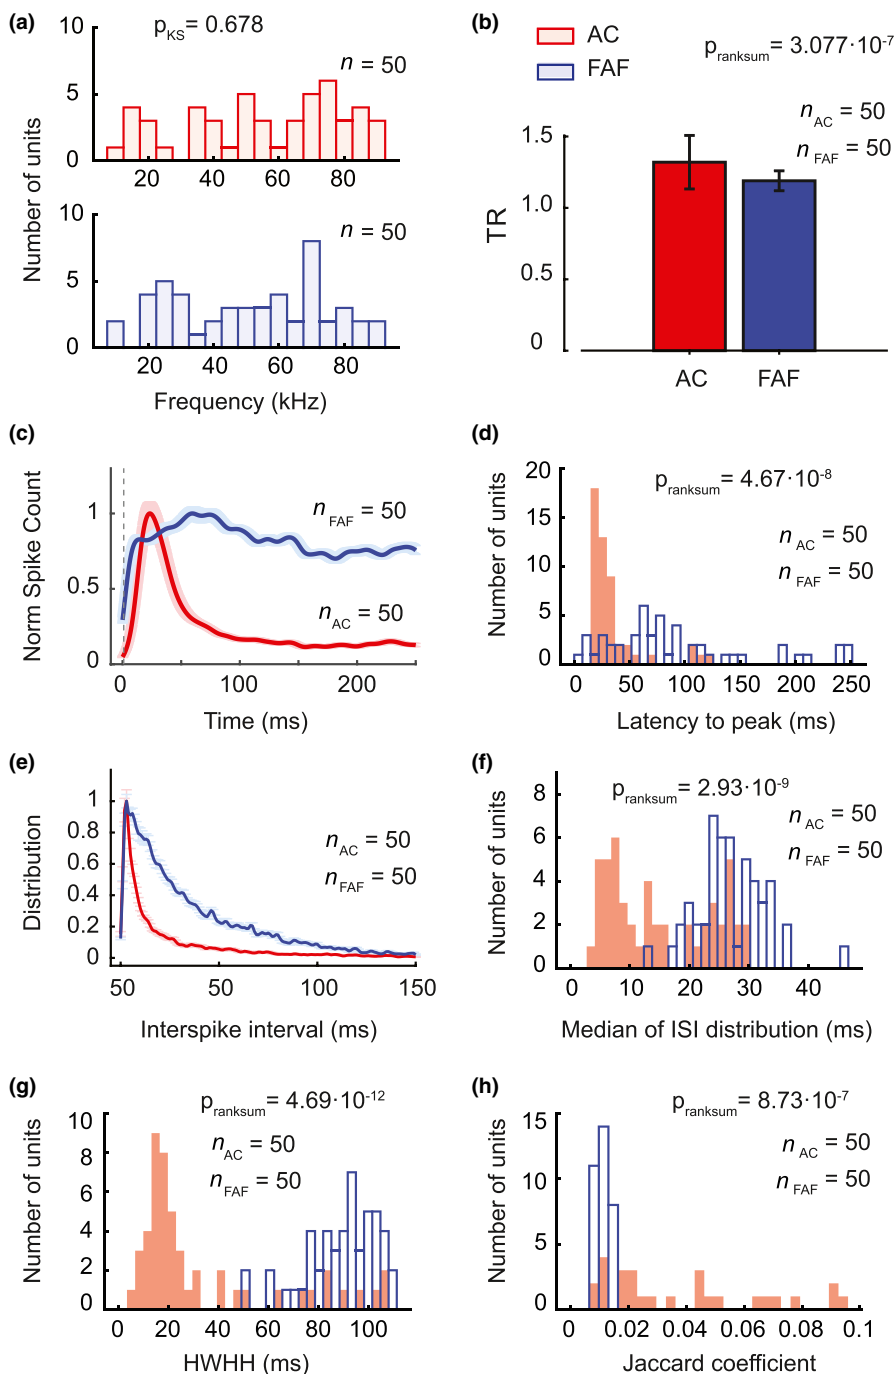 (a)
p_KS = 0.678
n = 50
10
5
0
20 40 60 80
n = 50
10
5
0
20 40 60 80
Number of units
Frequency (kHz)
(b)
AC
FAF
p_ranksum = 3.077·10^-7
n_AC = 50
n_FAF = 50
1.5
1.0
0.5
0
TR
AC FAF
(c)
Norm Spike Count
1
0.5
0
n_FAF = 50
n_AC = 50
0 100 200
Time (ms)
(d)
Number of units
20
15
10
5
0
p_ranksum = 4.67·10^-8
n_AC = 50
n_FAF = 50
0 50 100 150 200 250
Latency to peak (ms)
(e)
Distribution
1
0.8
0.6
0.4
0.2
0
n_AC = 50
n_FAF = 50
50 50 100 150
Interspike interval (ms)
(f)
Number of units
8
6
4
2
0
p_ranksum = 2.93·10^-9
n_AC = 50
n_FAF = 50
0 10 20 30 40
Median of ISI distribution (ms)
(g)
Number of units
10
8
6
4
2
0
p_ranksum = 4.69·10^-12
n_AC = 50
n_FAF = 50
0 20 40 60 80 100
HWHH (ms)
(h)
Number of units
15
10
5
0
p_ranksum = 8.73·10^-7
n_AC = 50
n_FAF = 50
0 0.02 0.04 0.06 0.08 0.1
Jaccard coefficient